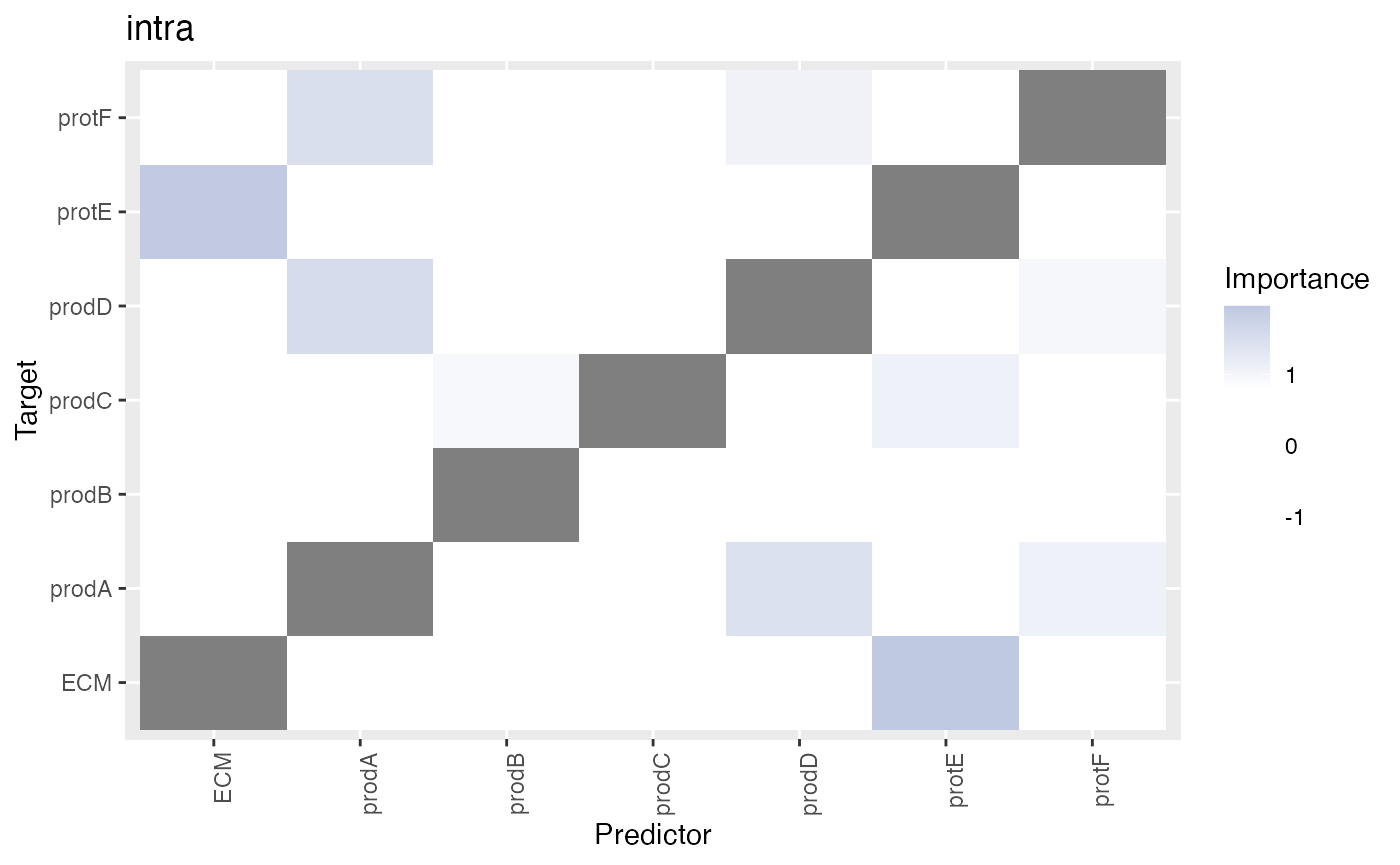 intra
protF
protE
prodD
prodC
prodB
prodA
ECM
Target
ECM
prodA
prodB
prodC
prodD
protE
protF
Predictor
Importance
1
0
-1